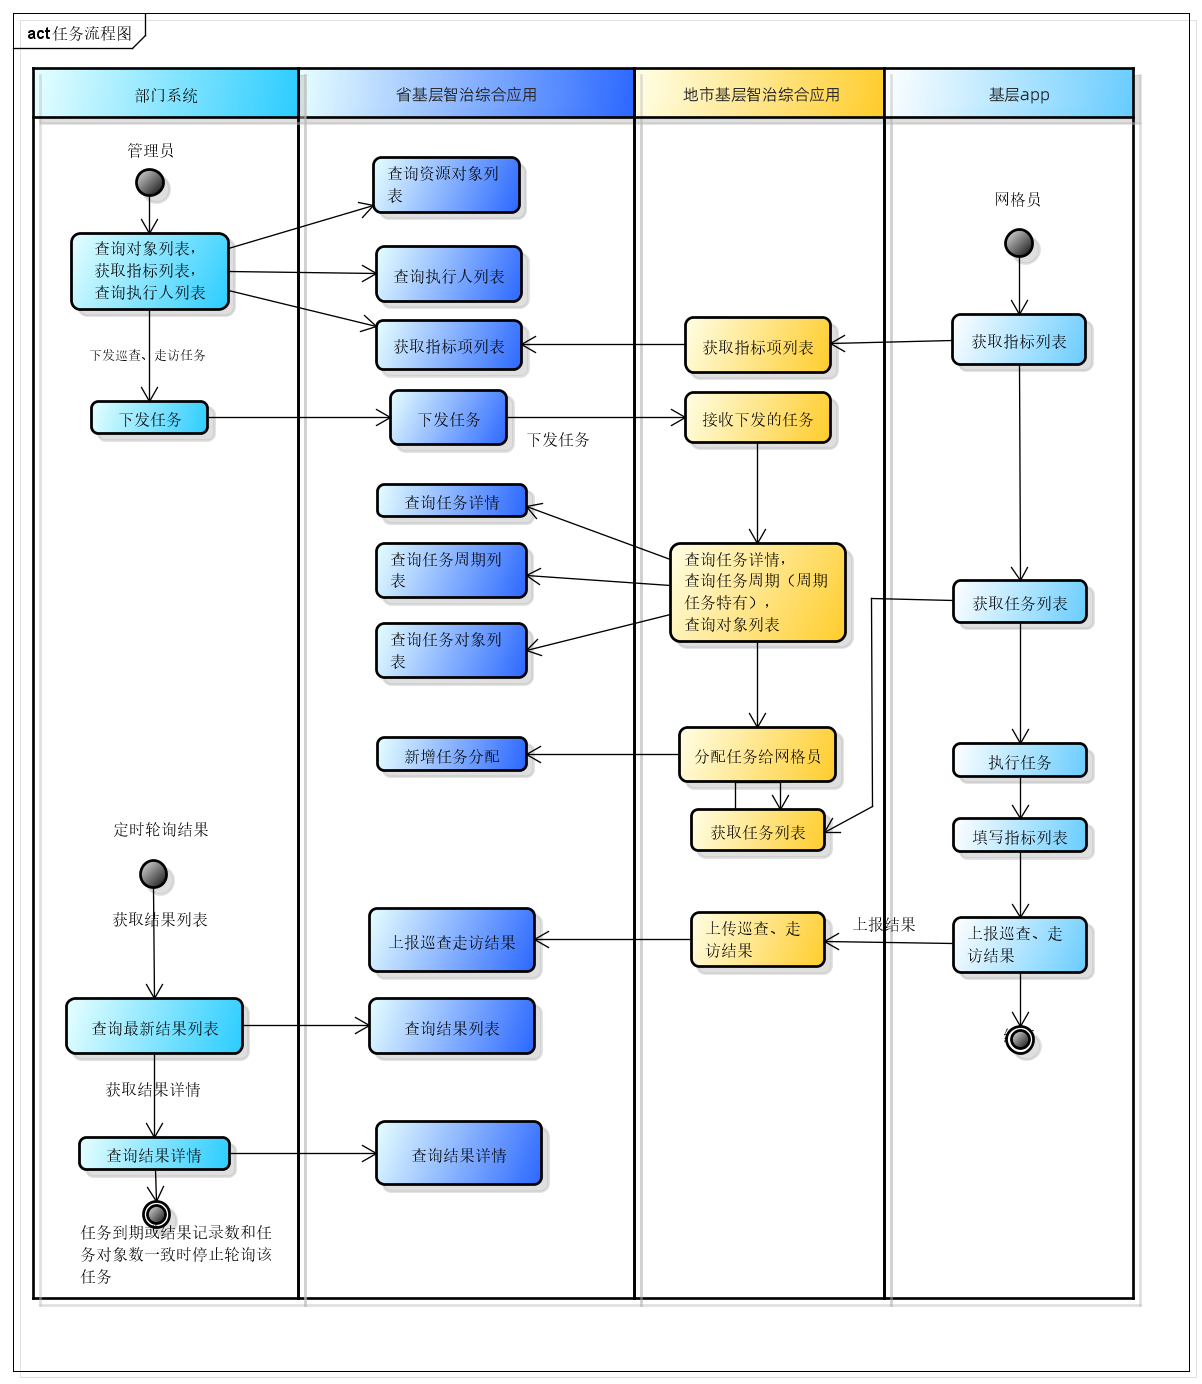 act 任务流程图
部门系统
省基层智治综合应用
地市基层智治综合应用
基层app
管理员
查询资源对象列
表
网格员
查询对象列表，
获取指标列表，
查询执行人列表
查询执行人列表
获取指标项列表
获取指标项列表
获取指标列表
下发巡查、走访任务
下发任务
下发任务
下发任务
接收下发的任务
查询任务详情
查询任务周期列
表
查询任务对象列
表
查询任务详情，
查询任务周期（周期
任务特有），
查询对象列表
获取任务列表
新增任务分配
分配任务给网格员
获取任务列表
执行任务
填写指标列表
定时轮询结果
获取结果列表
上报巡查走访结果
上传巡查、走
访结果
上报结果
上报巡查、走
访结果
查询最新结果列表
查询结果列表
获取结果详情
查询结果详情
查询结果详情
任务到期或结果记录数和任
务对象数一致时停止轮询该
任务